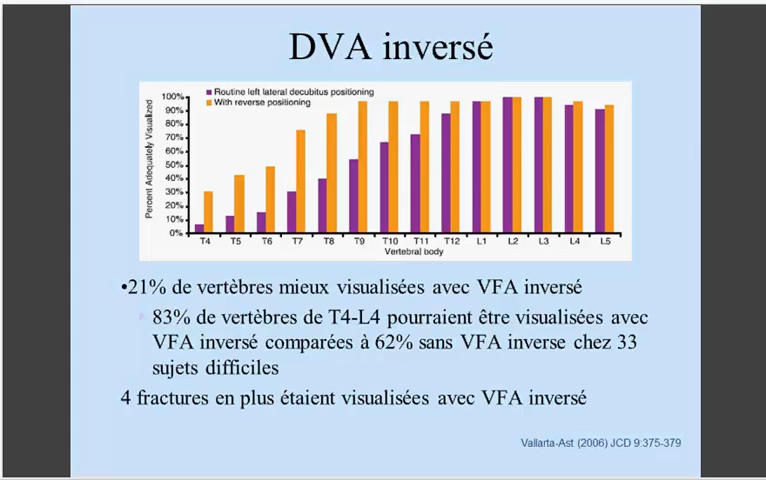 DVA inversé
Routine left lateral decubitus positioning
With reverse positioning
Percent Adequately Visualized
100%
90%
80%
70%
60%
50%
40%
30%
20%
10%
0%
T4 T5 T6 T7 T8 T9 T10 T11 T12 L1 L2 L3 L4 L5
Vertebral body
•21% de vertèbres mieux visualisées avec VFA inversé
83% de vertèbres de T4-L4 pourraient être visualisées avec
VFA inversé comparées à 62% sans VFA inverse chez 33
sujets difficiles
4 fractures en plus étaient visualisées avec VFA inversé
Vallarta-Ast (2006) JCD 9:375-379